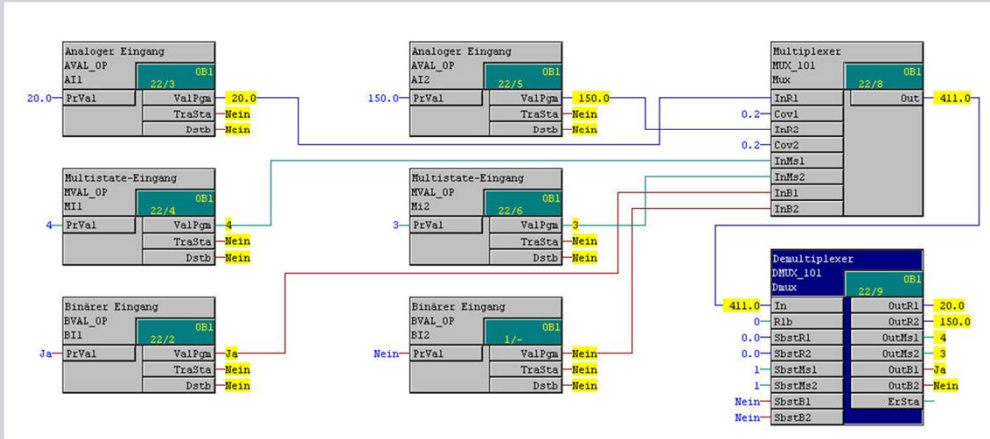 Analoger Eingang
AVAL_OP
AI1
OB1
22/3
20.0 PrVal ValPgm 20.0
TraSta Nein
Dstb Nein
Analoger Eingang
AVAL_OP
AI2
OB1
22/5
150.0 PrVal ValPgm 150.0
TraSta Nein
Dstb Nein
Multiplexer
MUX_101
Mux
OB1
22/8
InR1 Out 411.0
0.2 Cov1
InR2
0.2 Cov2
InMs1
InMs2
InB1
InB2
Multistate-Eingang
MVAL_OP
MI1
OB1
22/4
4 PrVal ValPgm 4
TraSta Nein
Dstb Nein
Multistate-Eingang
MVAL_OP
Mi2
OB1
22/6
3 PrVal ValPgm 3
TraSta Nein
Dstb Nein
Binärer Eingang
BVAL_OP
BI1
OB1
22/2
Ja PrVal ValPgm Ja
TraSta Nein
Dstb Nein
Binärer Eingang
BVAL_OP
BI2
OB1
1/-
Nein PrVal ValPgm Nein
TraSta Nein
Dstb Nein
Demultiplexer
DMUX_101
Dmux
OB1
22/9
411.0 In OutR1 20.0
0 Rlb OutR2 150.0
0.0 SbstR1 OutMs1 4
0.0 SbstR2 OutMs2 3
1 SbstMs1 OutB1 Ja
1 SbstMs2 OutB2 Nein
Nein SbstB1 ErSta
Nein SbstB2